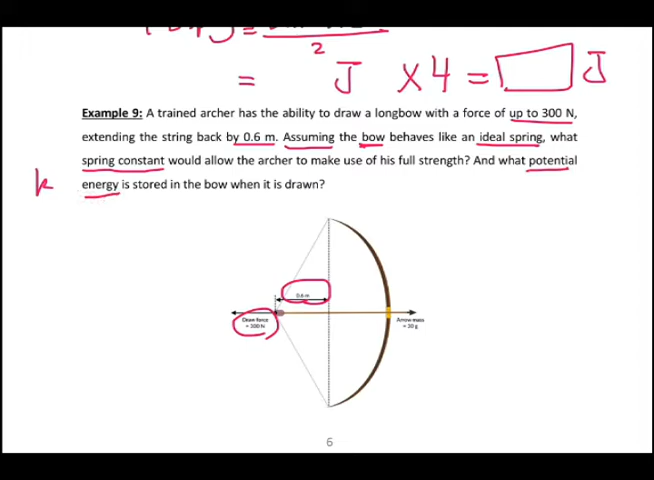 2
= J ×4 = J
Example 9: A trained archer has the ability to draw a longbow with a force of up to 300 N,
extending the string back by 0.6 m. Assuming the bow behaves like an ideal spring, what
spring constant would allow the archer to make use of his full strength? And what potential
k
energy is stored in the bow when it is drawn?
0.6 m
Draw force
= 300 N
Arrow mass
= 30 g
6